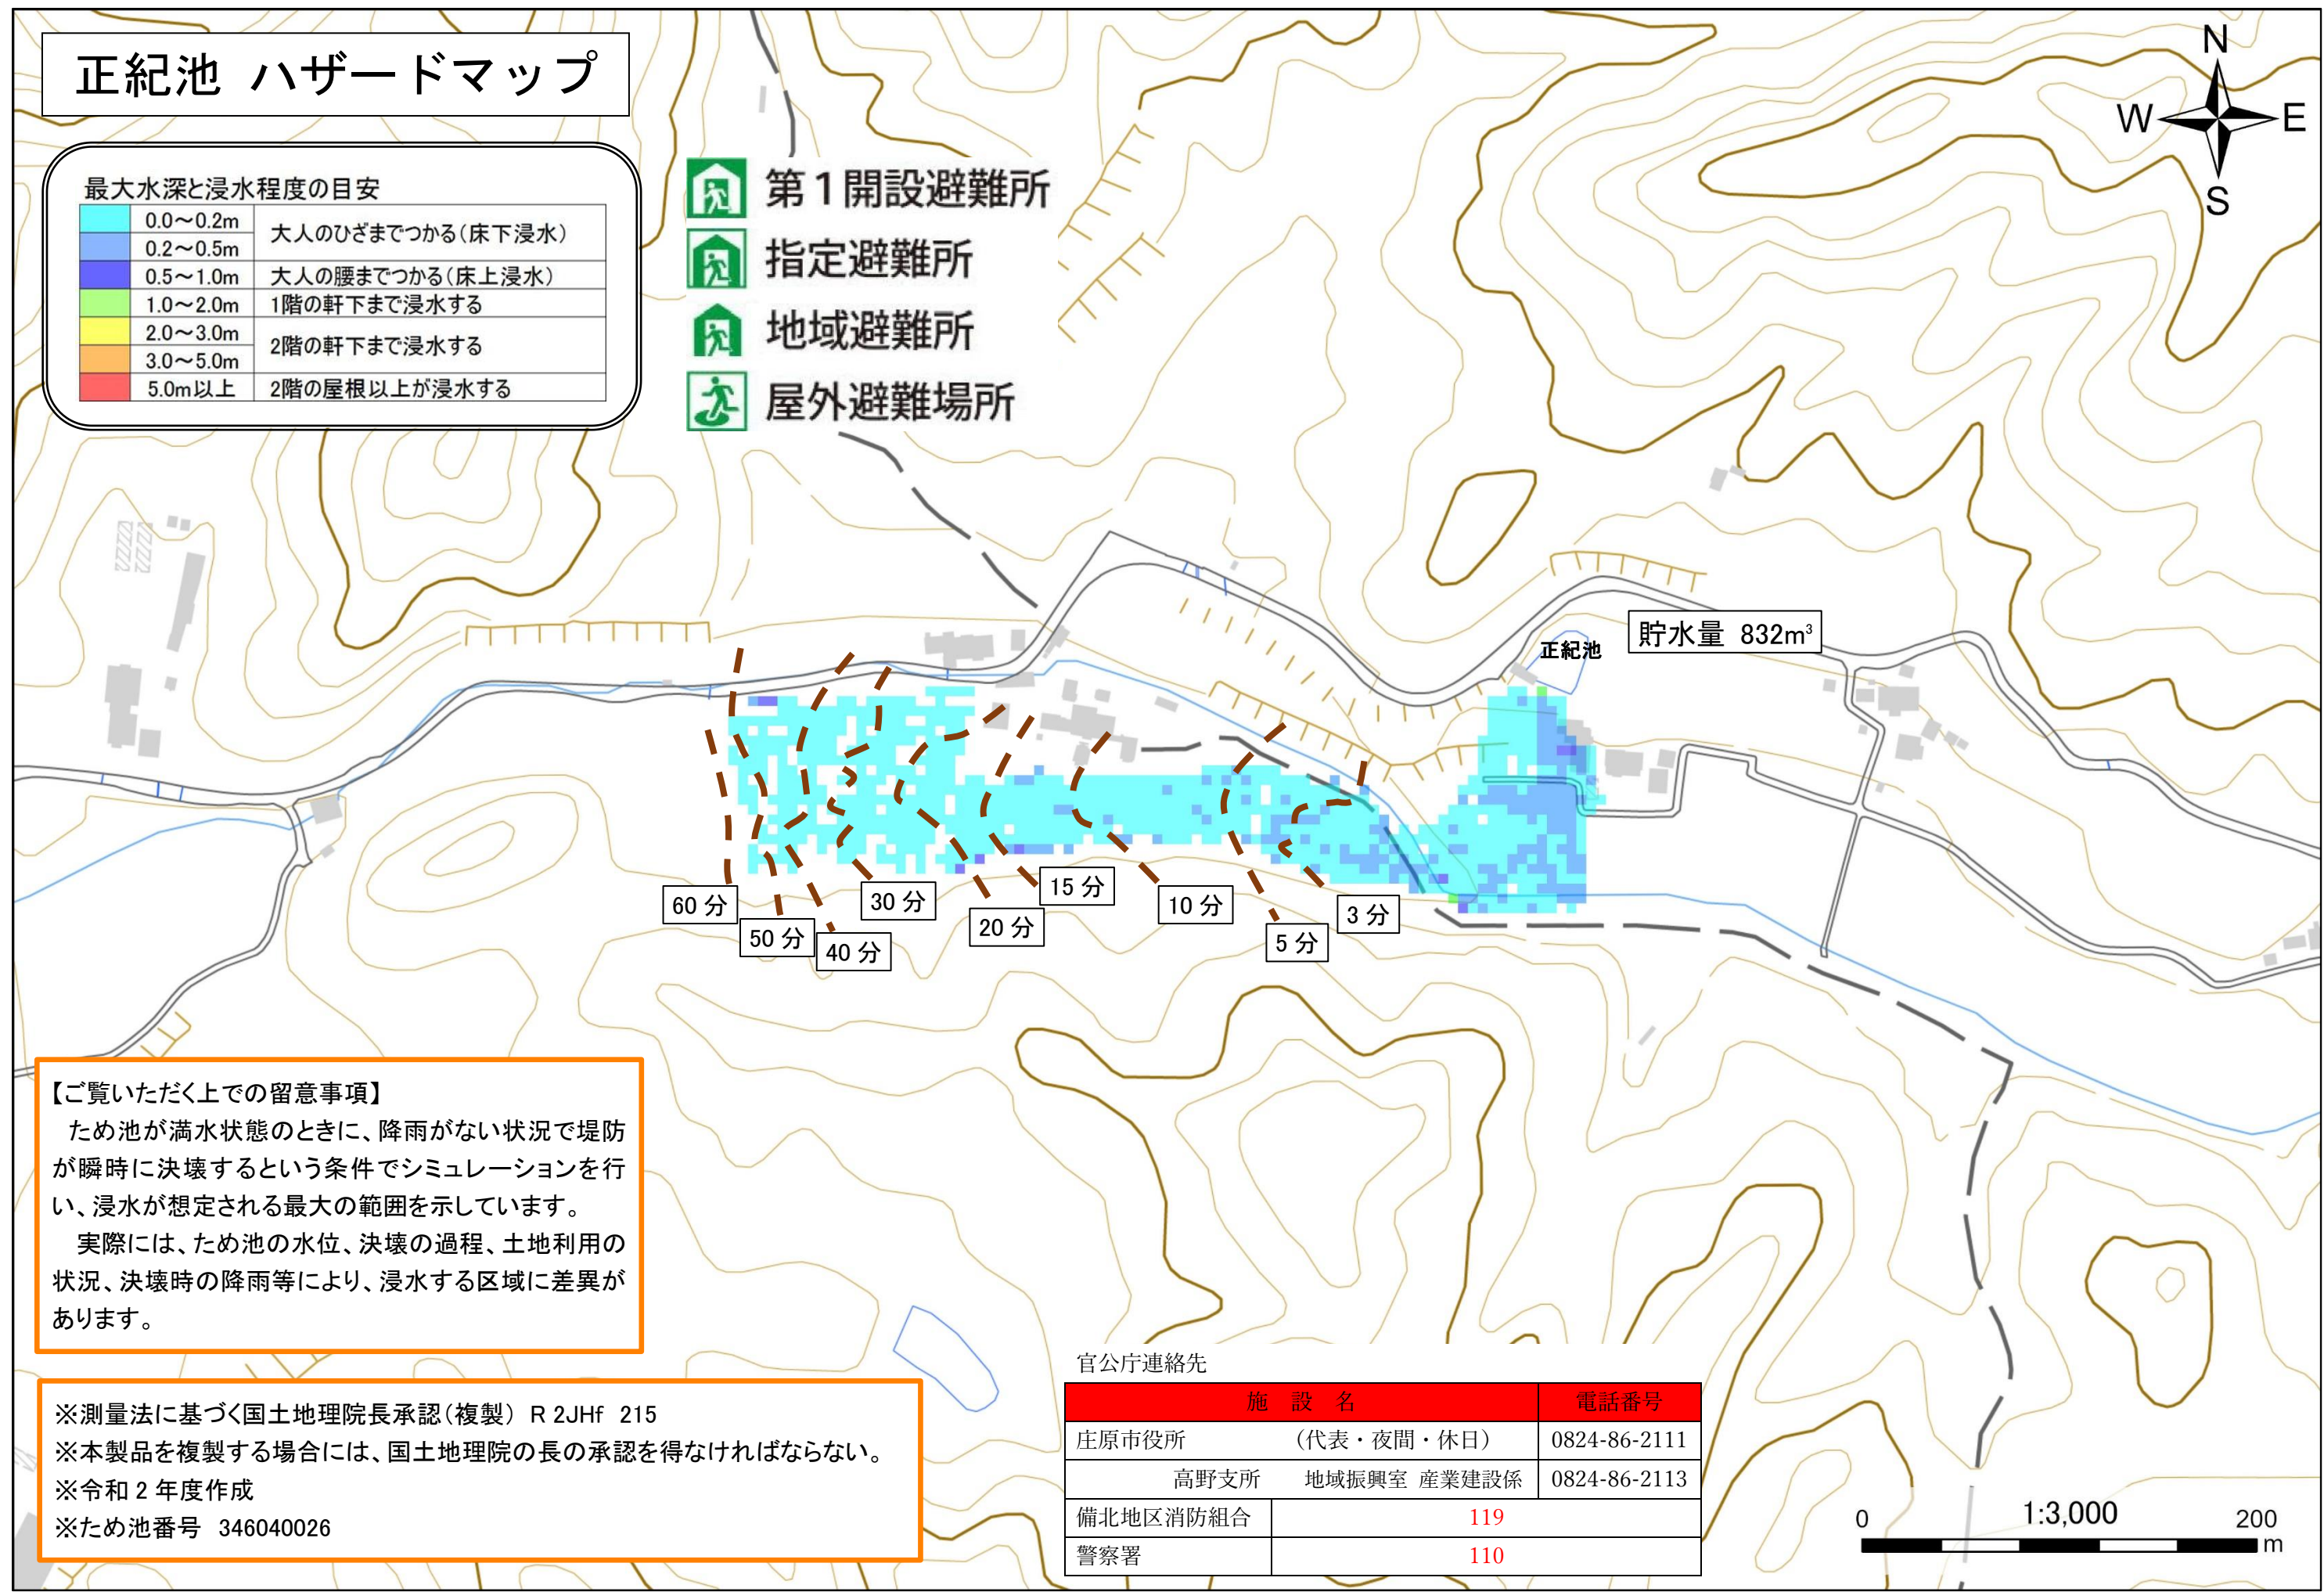 正紀池 ハザードマップ
N
W E
S
最大水深と浸水程度の目安
0.0～0.2m 大人のひざまでつかる(床下浸水)
0.2～0.5m
0.5～1.0m 大人の腰までつかる(床上浸水)
1.0～2.0m 1階の軒下まで浸水する
2.0～3.0m 2階の軒下まで浸水する
3.0～5.0m
5.0m以上 2階の屋根以上が浸水する
第1開設避難所
指定避難所
地域避難所
屋外避難場所
貯水量 832m³
正紀池
60 分
50 分
40 分
30 分
20 分
15 分
10 分
5 分
3 分
【ご覧いただく上での留意事項】
ため池が満水状態のときに、降雨がない状況で堤防
が瞬時に決壊するという条件でシミュレーションを行
い、浸水が想定される最大の範囲を示しています。
実際には、ため池の水位、決壊の過程、土地利用の
状況、決壊時の降雨等により、浸水する区域に差異が
あります。
※測量法に基づく国土地理院長承認(複製) R 2JHf 215
※本製品を複製する場合には、国土地理院の長の承認を得なければならない。
※令和 2 年度作成
※ため池番号 346040026
官公庁連絡先
施 設 名 電話番号
庄原市役所 (代表・夜間・休日) 0824-86-2111
高野支所 地域振興室 産業建設係 0824-86-2113
備北地区消防組合 119
警察署 110
0 1:3,000 200
m